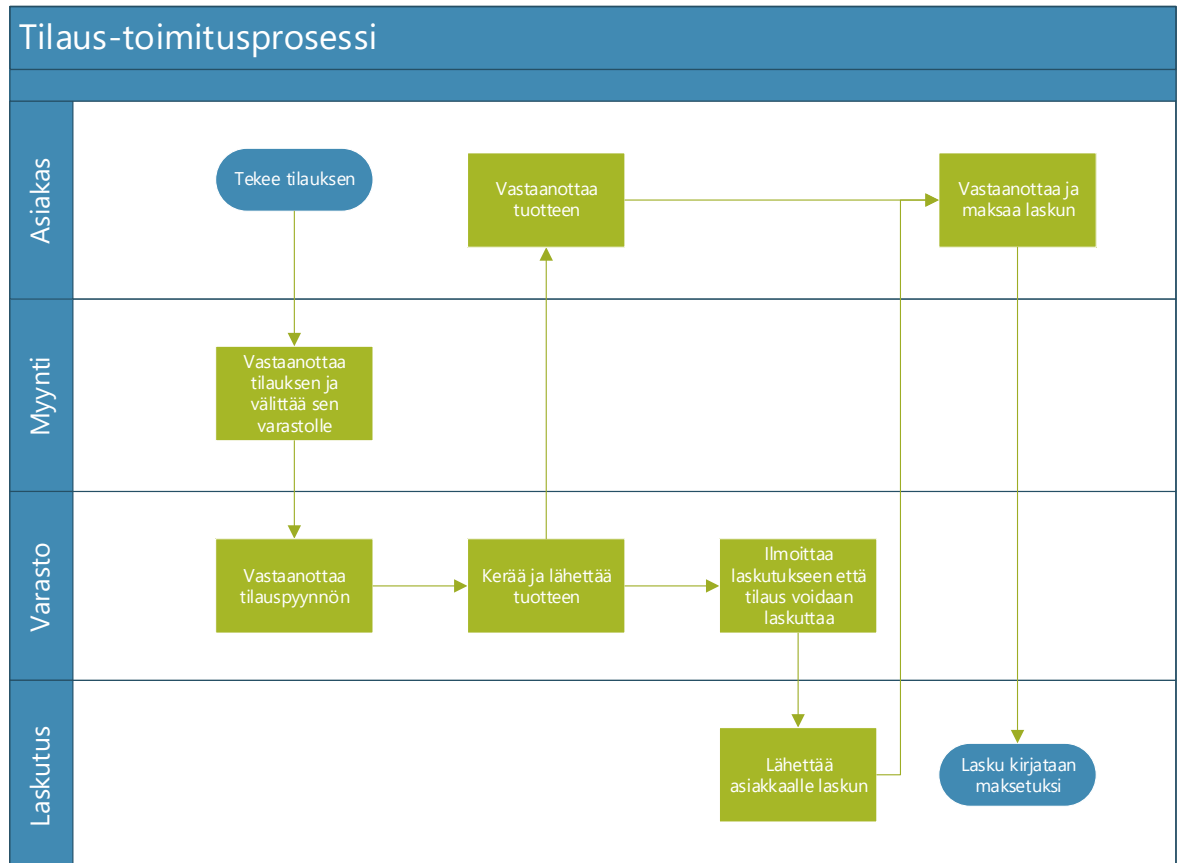 Tilaus-toimitusprosessi
Asiakas
Tekee tilauksen
Vastaanottaa
tuotteen
Vastaanottaa ja
maksaa laskun
Myynti
Vastaanottaa
tilauksen ja
välittää sen
varastolle
Varasto
Vastaanottaa
tilauspyynnön
Kerää ja lähettää
tuotteen
Ilmoittaa
laskutukseen että
tilaus voidaan
laskuttaa
Laskutus
Lähettää
asiakkaalle laskun
Lasku kirjataan
maksetuksi